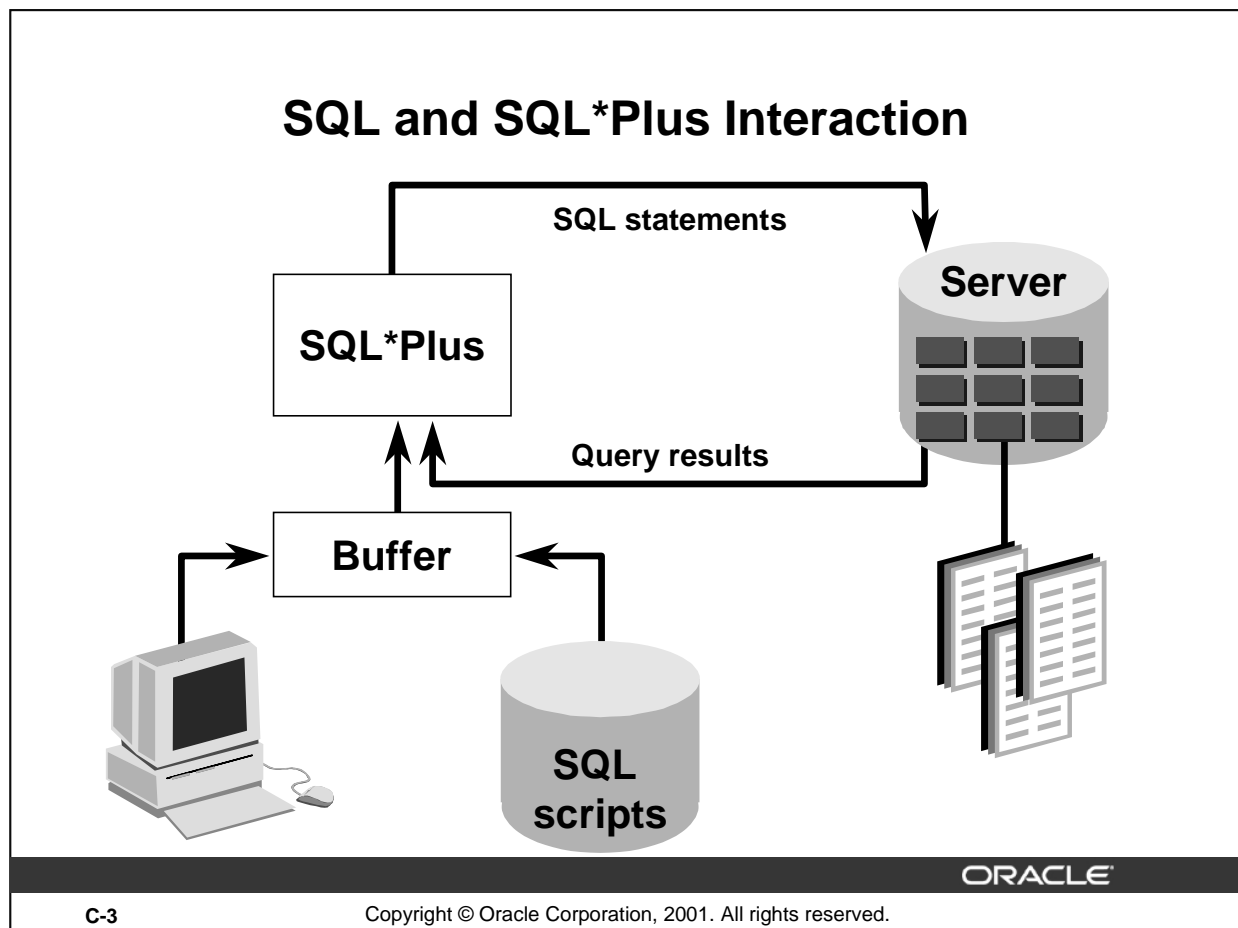 SQL and SQL*Plus Interaction
SQL statements
Server
SQL*Plus
Query results
Buffer
SQL
scripts
ORACLE®
C-3
Copyright © Oracle Corporation, 2001. All rights reserved.